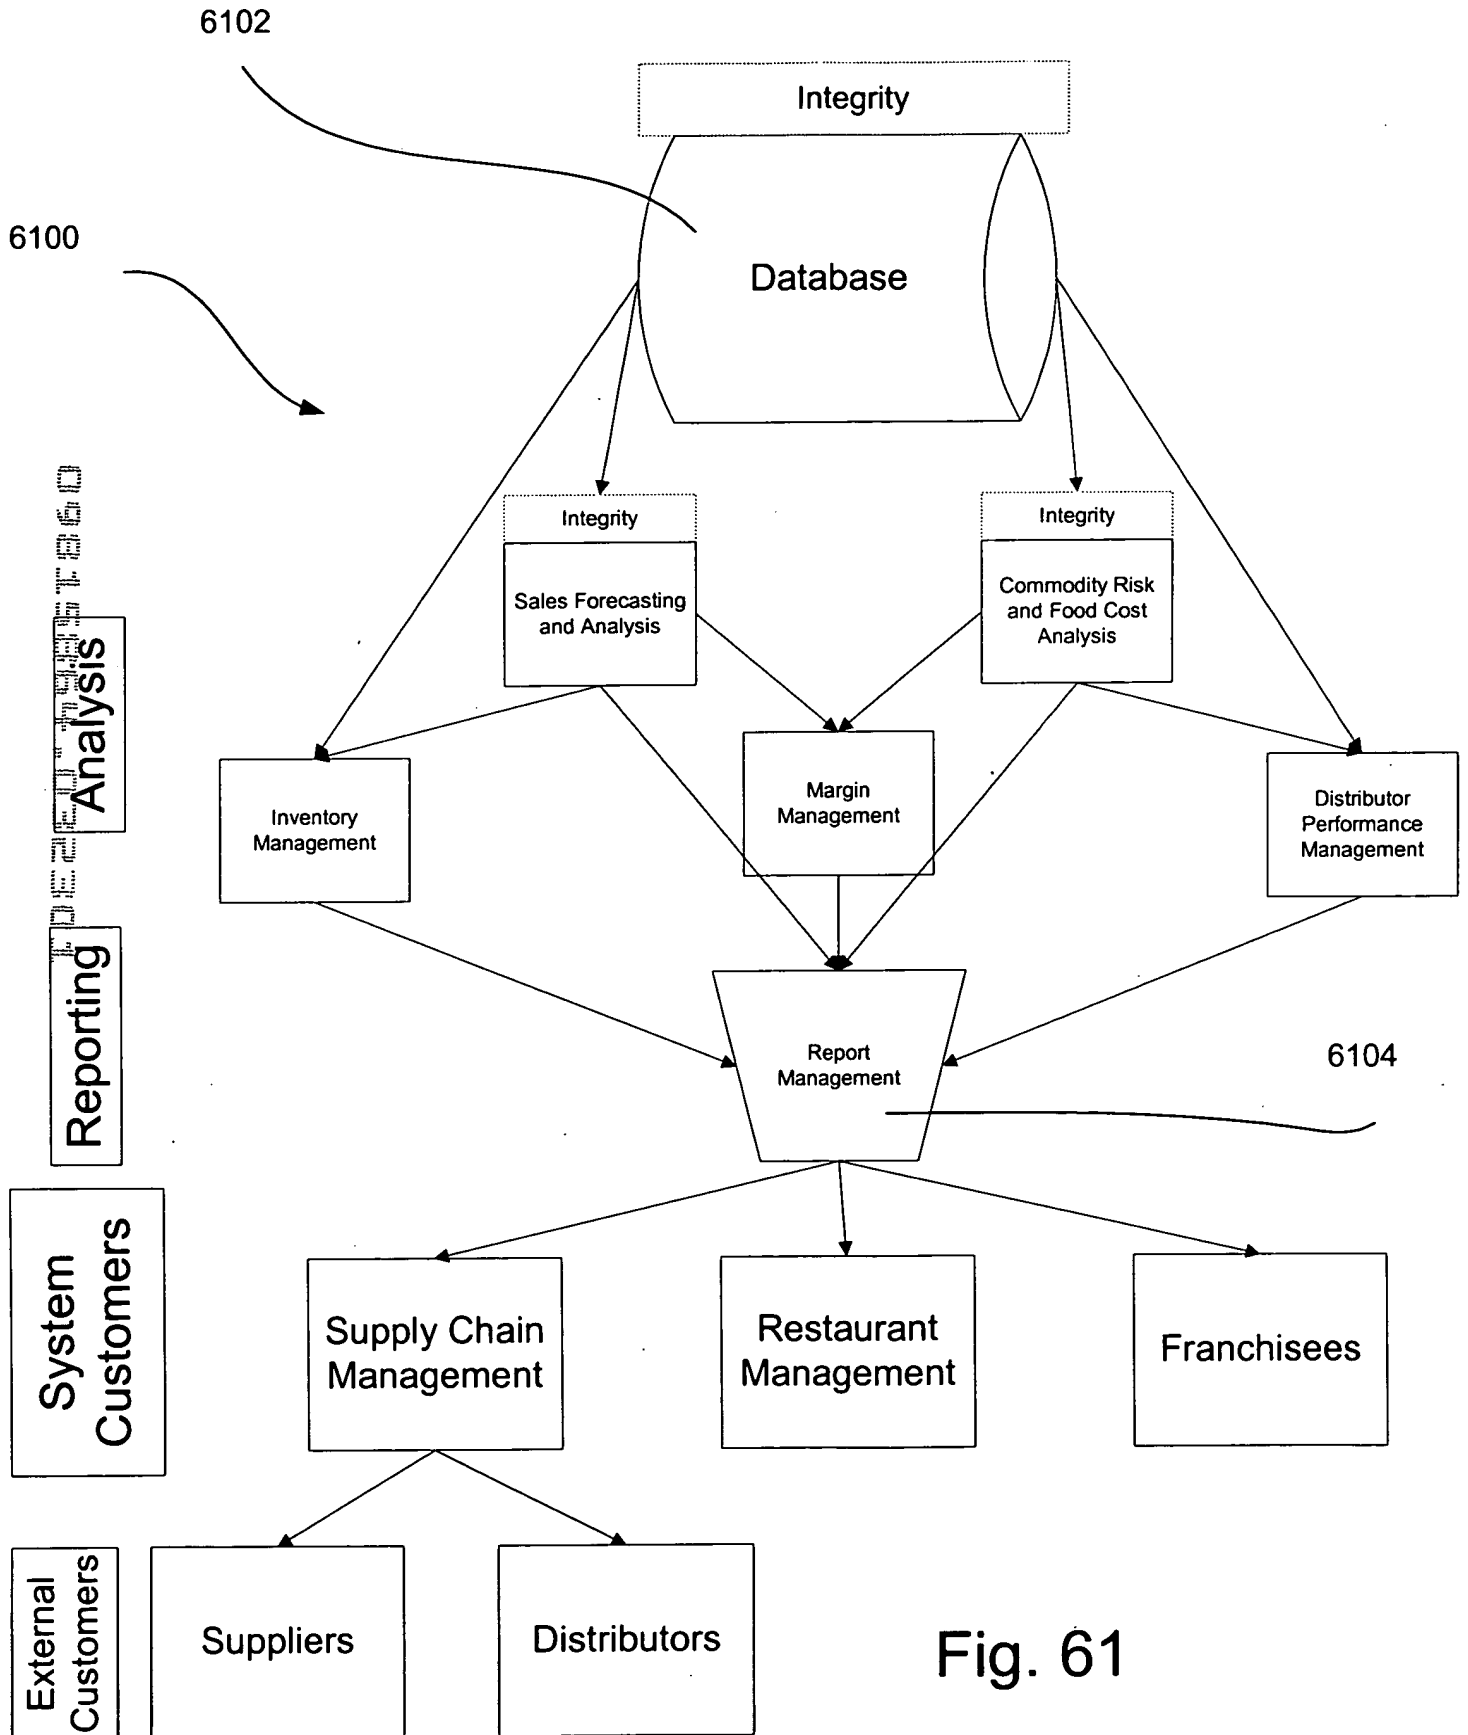 6102
Integrity
6100
Database
Integrity
Integrity
Sales Forecasting
and Analysis
Commodity Risk
and Food Cost
Analysis
Analysis
Inventory
Management
Margin
Management
Distributor
Performance
Management
Reporting
Report
Management
6104
System
Customers
Supply Chain
Management
Restaurant
Management
Franchisees
External
Customers
Suppliers
Distributors
Fig. 61